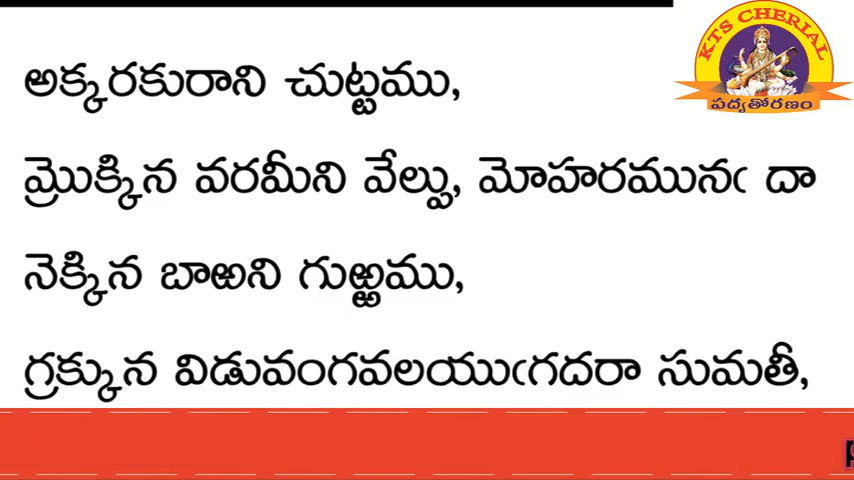 KTS CHERIAL
పద్యతోరణం
అక్కరకురాని చుట్టము,
మ్రొక్కిన వరమీని వేల్పు, మోహరమునఁ దా
నెక్కిన బాఱని గుఱ్ఱము,
గ్రక్కున విడువంగవలయుఁగదరా సుమతీ,